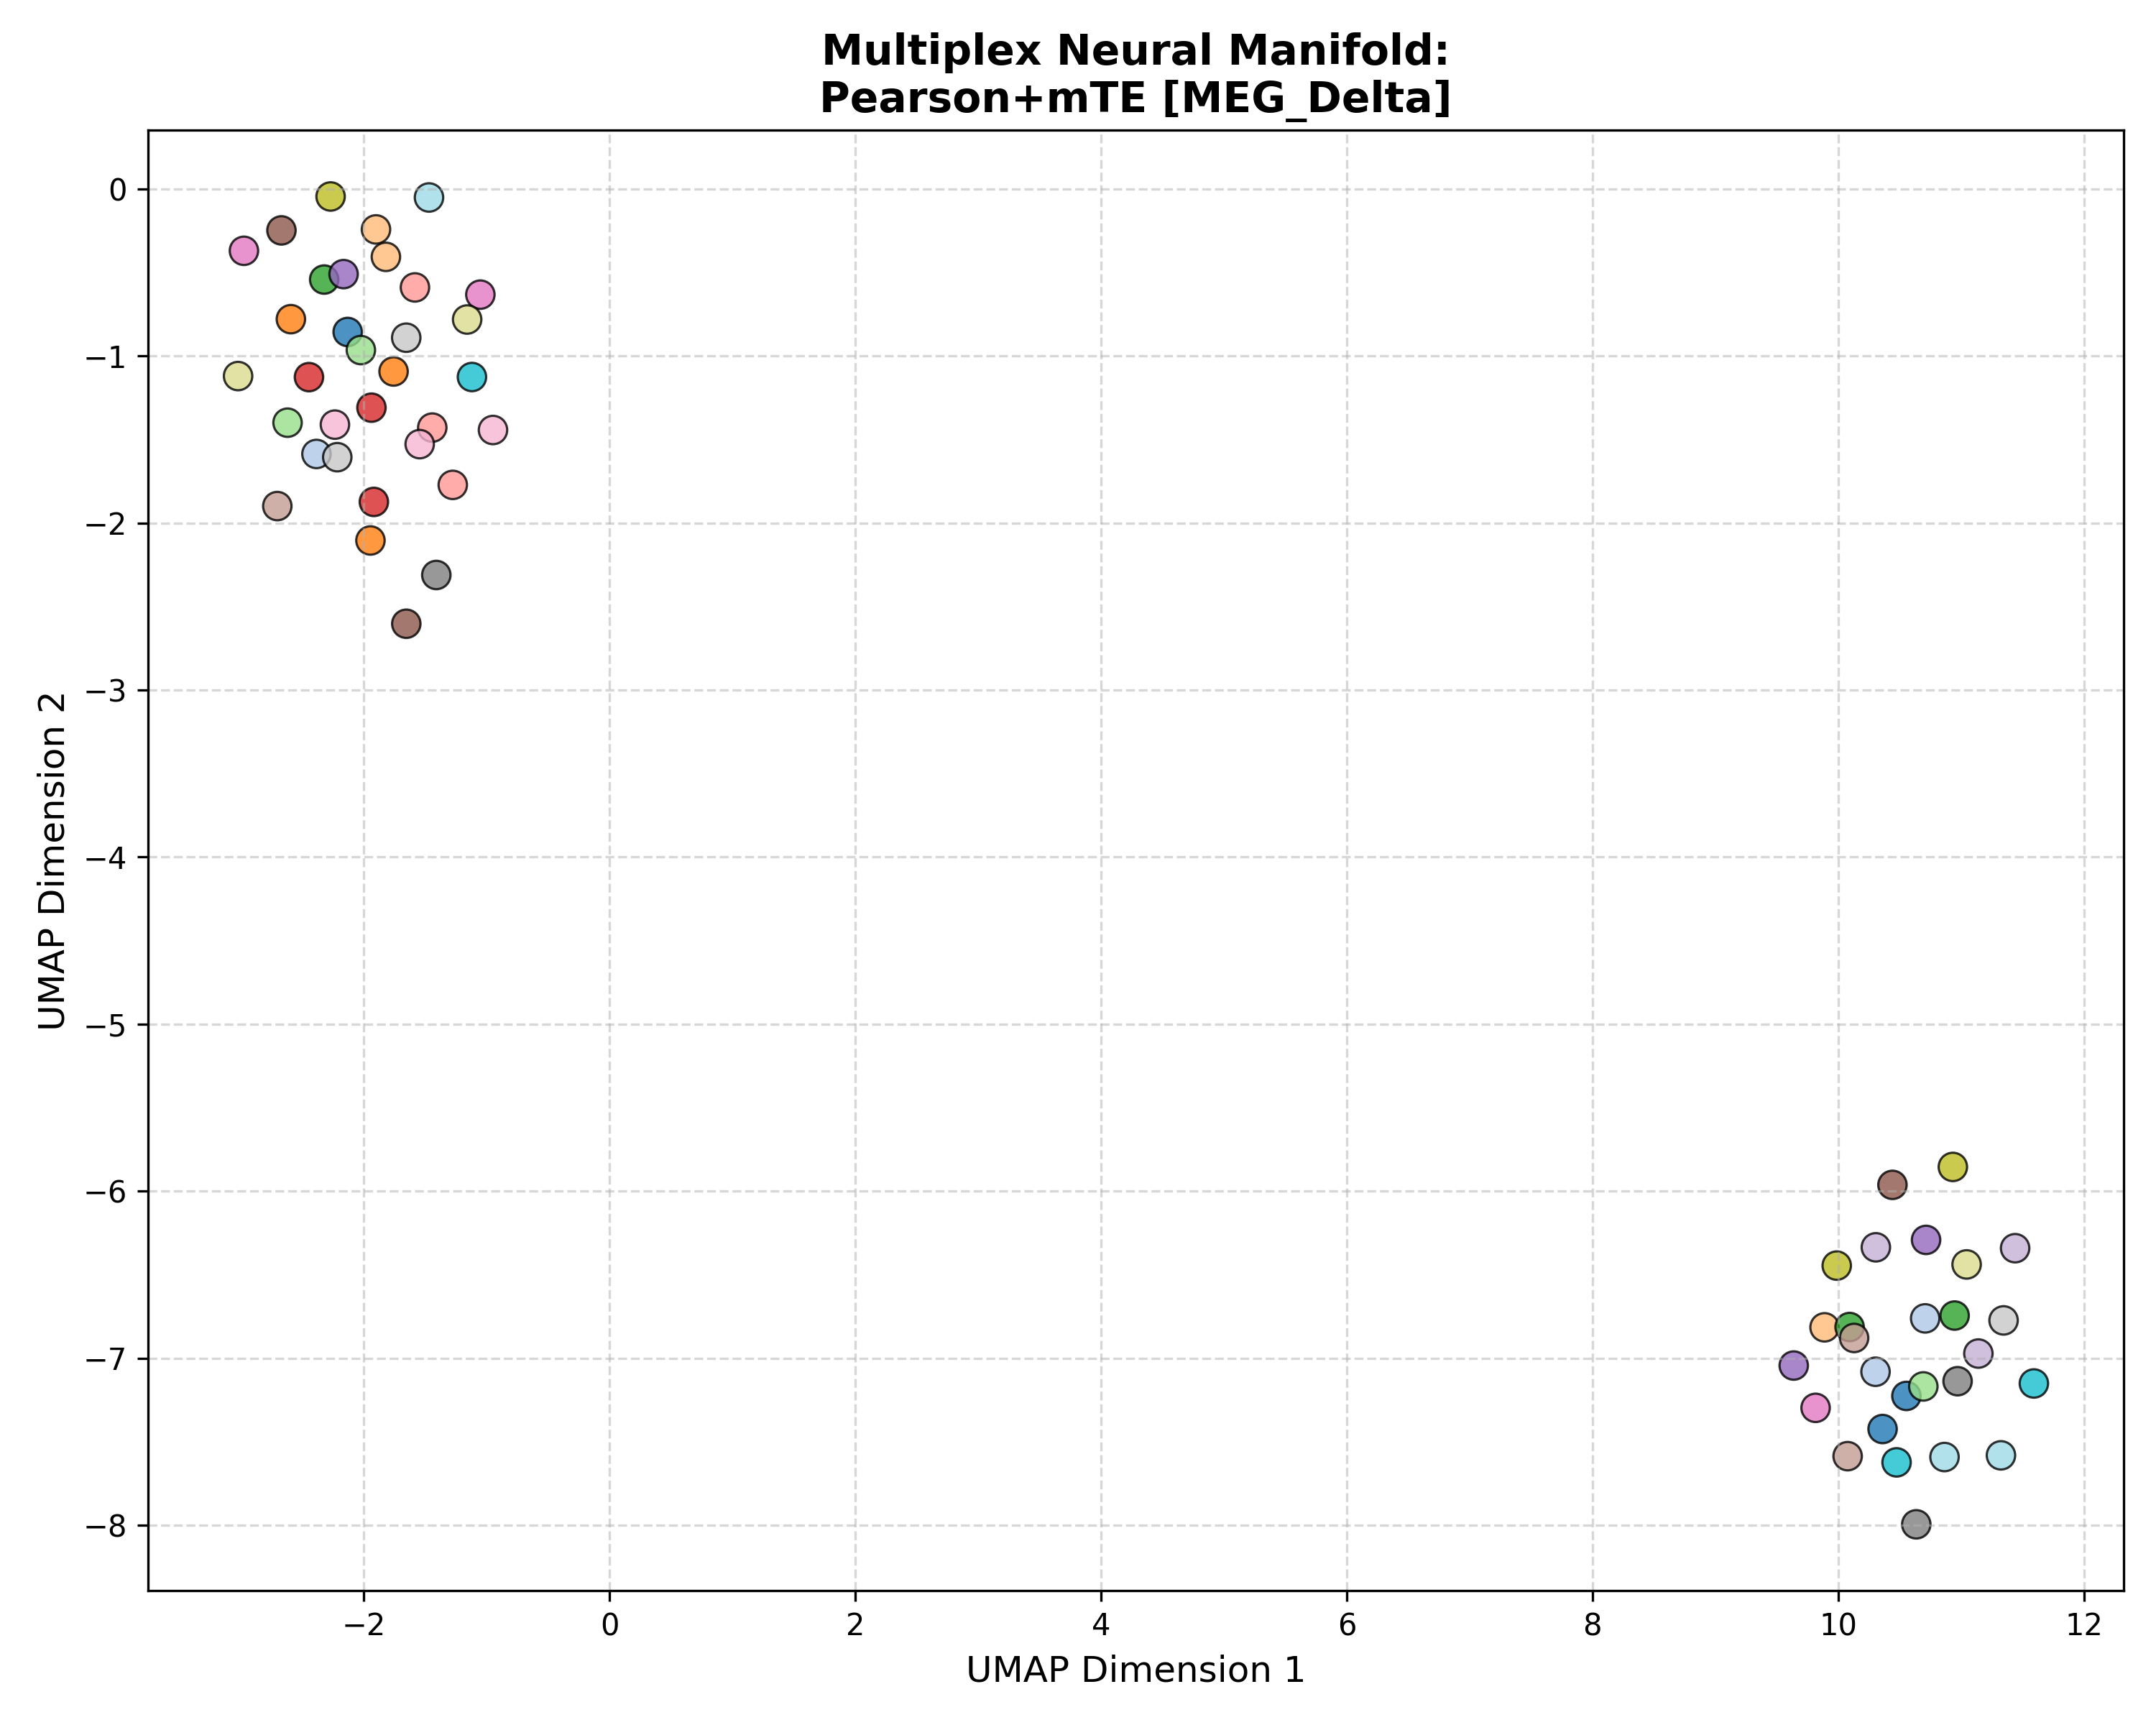 Multiplex Neural Manifold:
Pearson+mTE [MEG_Delta]
UMAP Dimension 2
0
−1
−2
−3
−4
−5
−6
−7
−8
−2 0 2 4 6 8 10 12
UMAP Dimension 1